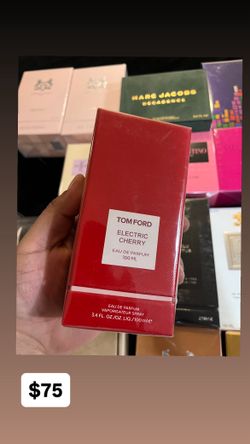 MARC JACOBS
DECADENCE
TOM FORD
ELECTRIC
CHERRY
EAU DE PARFUM
100 ML
EAU DE PARFUM
VAPORISATEUR SPRAY
3.4 FL. OZ./OZ. LIQ./100 ml ℮
$75